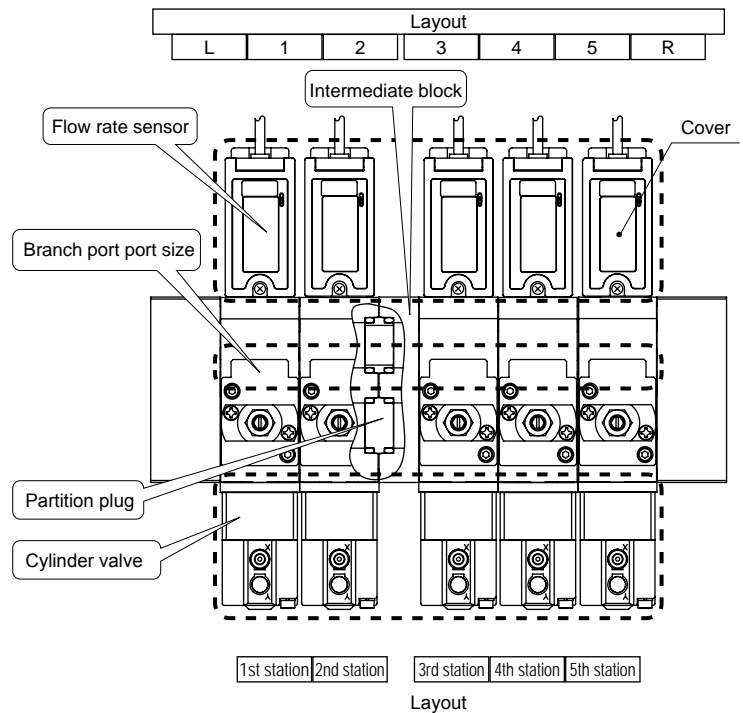 Layout
L 1 2 3 4 5 R
Intermediate block
Flow rate sensor
Cover
Branch port port size
Partition plug
Cylinder valve
X X X X X
Y Y Y Y Y
1st station 2nd station 3rd station 4th station 5th station
Layout